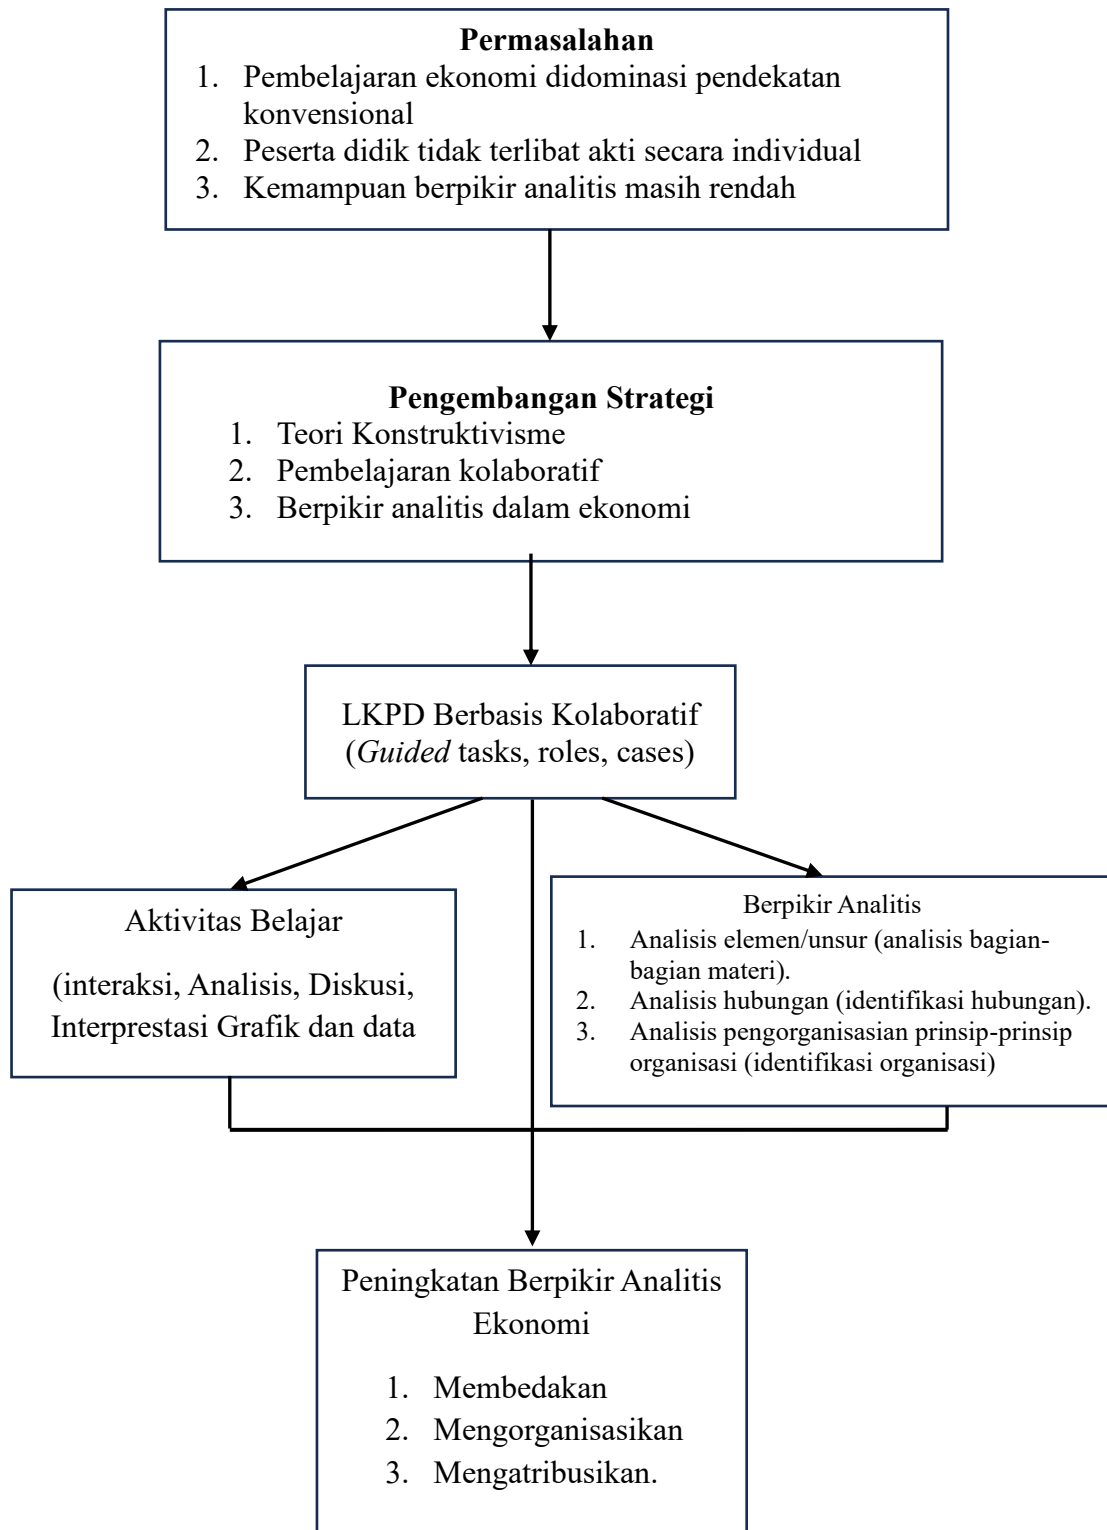 Permasalahan
1. Pembelajaran ekonomi didominasi pendekatan
konvensional
2. Peserta didik tidak terlibat akti secara individual
3. Kemampuan berpikir analitis masih rendah
Pengembangan Strategi
1. Teori Konstruktivisme
2. Pembelajaran kolaboratif
3. Berpikir analitis dalam ekonomi
LKPD Berbasis Kolaboratif
(Guided tasks, roles, cases)
Aktivitas Belajar
(interaksi, Analisis, Diskusi,
Interprestasi Grafik dan data
Berpikir Analitis
1. Analisis elemen/unsur (analisis bagian-
bagian materi).
2. Analisis hubungan (identifikasi hubungan).
3. Analisis pengorganisasian prinsip-prinsip
organisasi (identifikasi organisasi)
Peningkatan Berpikir Analitis
Ekonomi
1. Membedakan
2. Mengorganisasikan
3. Mengatribusikan.